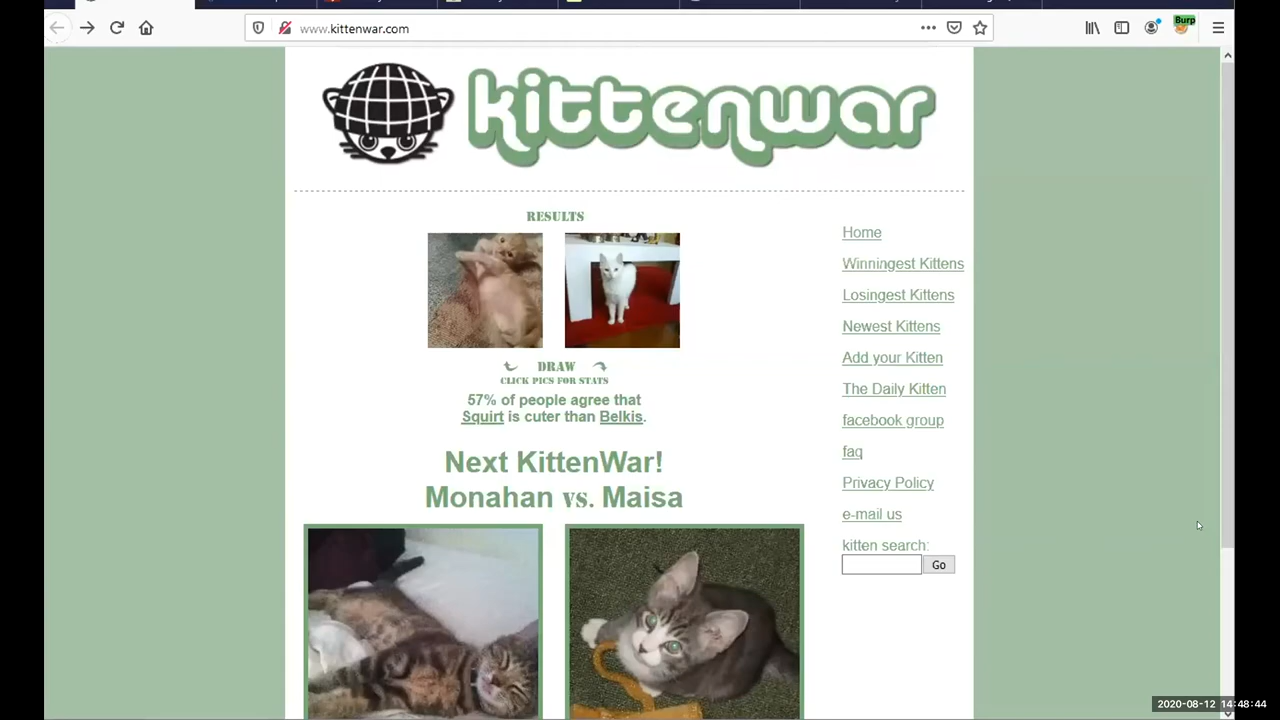 Burp
www.kittenwar.com
kittenwar
RESULTS
DRAW
CLICK PICS FOR STATS
57% of people agree that
Squirt is cuter than Belkis.
Next KittenWar!
Monahan vs. Maisa
Home
Winningest Kittens
Losingest Kittens
Newest Kittens
Add your Kitten
The Daily Kitten
facebook group
faq
Privacy Policy
e-mail us
kitten search:
Go
2020-08-12 14:48:44